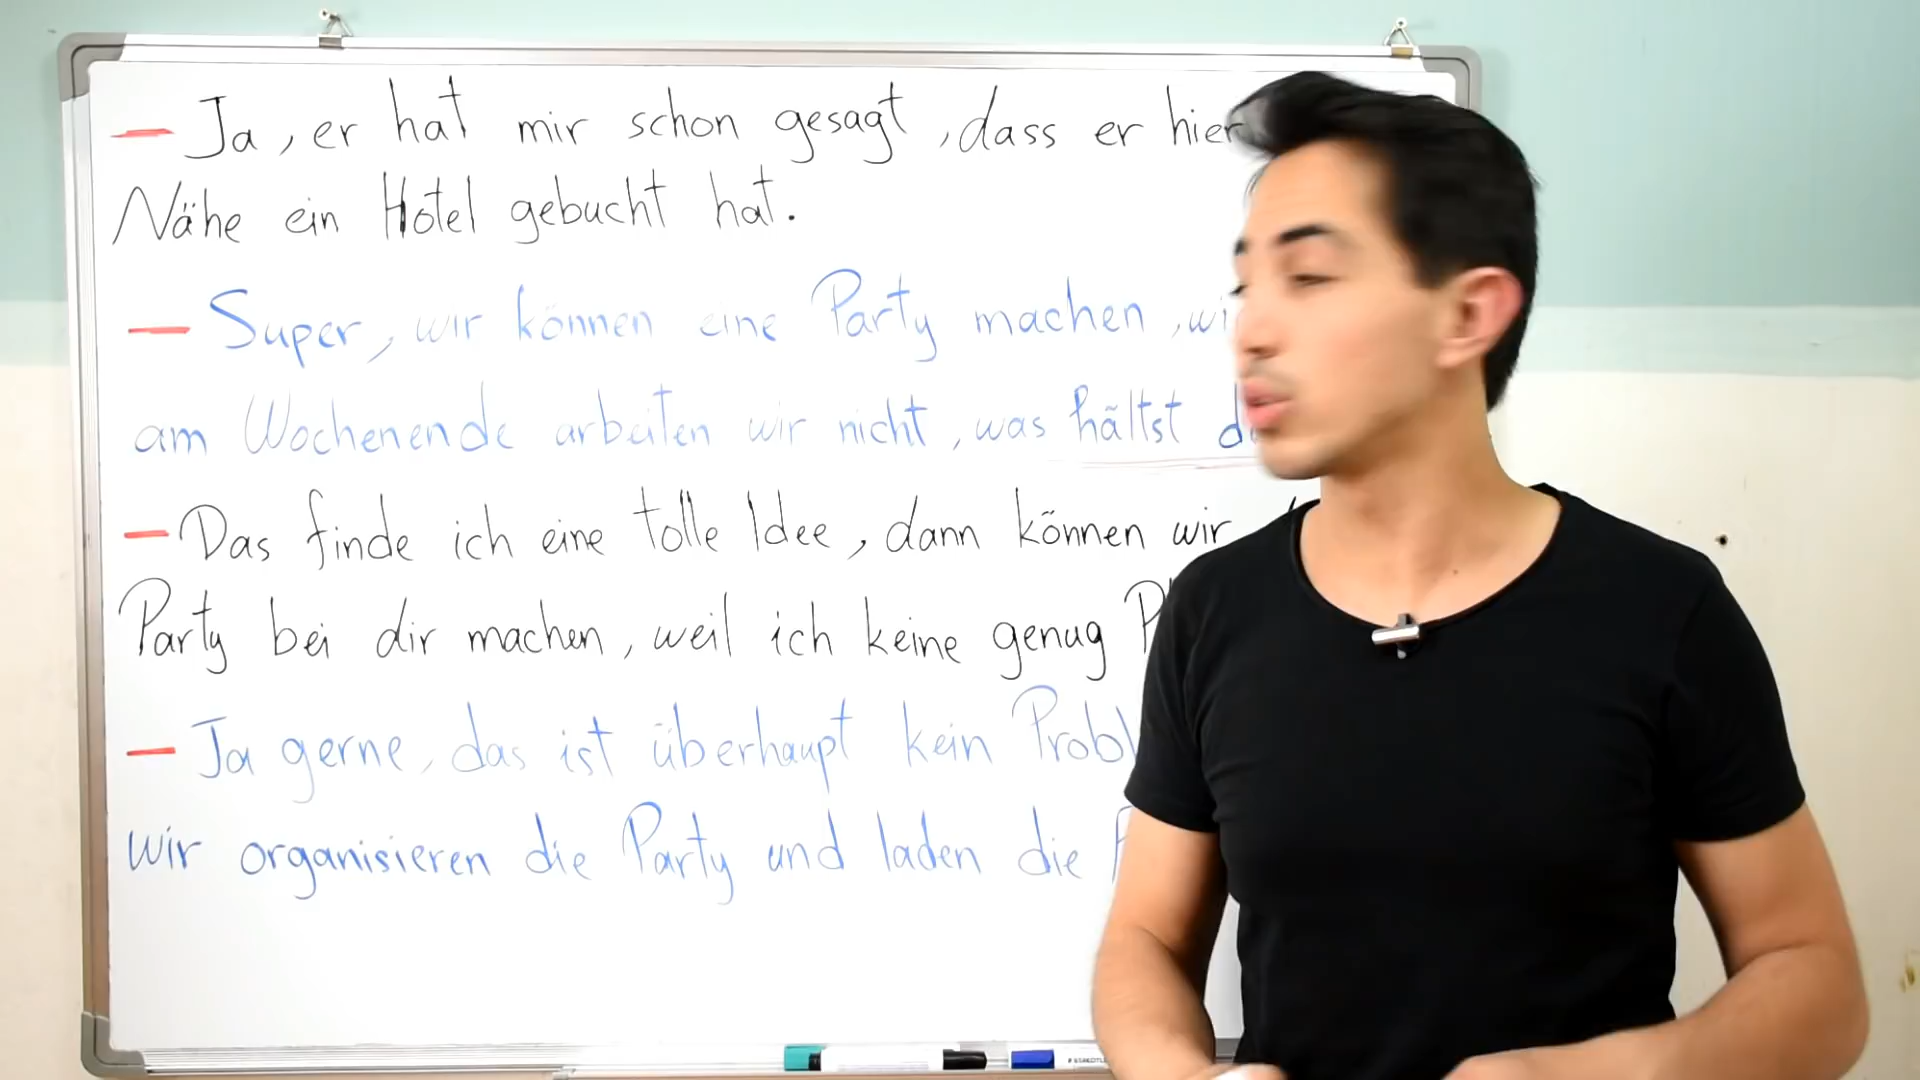 — Ja, er hat mir schon gesagt, dass er hier
Nähe ein Hotel gebucht hat.
— Super, wir können eine Party machen,
am Wochenende arbeiten wir nicht, was hältst
— Das finde ich eine tolle Idee, dann können wir
Party bei dir machen, weil ich keine genug
— Ja gerne, das ist überhaupt kein
wir organisieren die Party und laden die